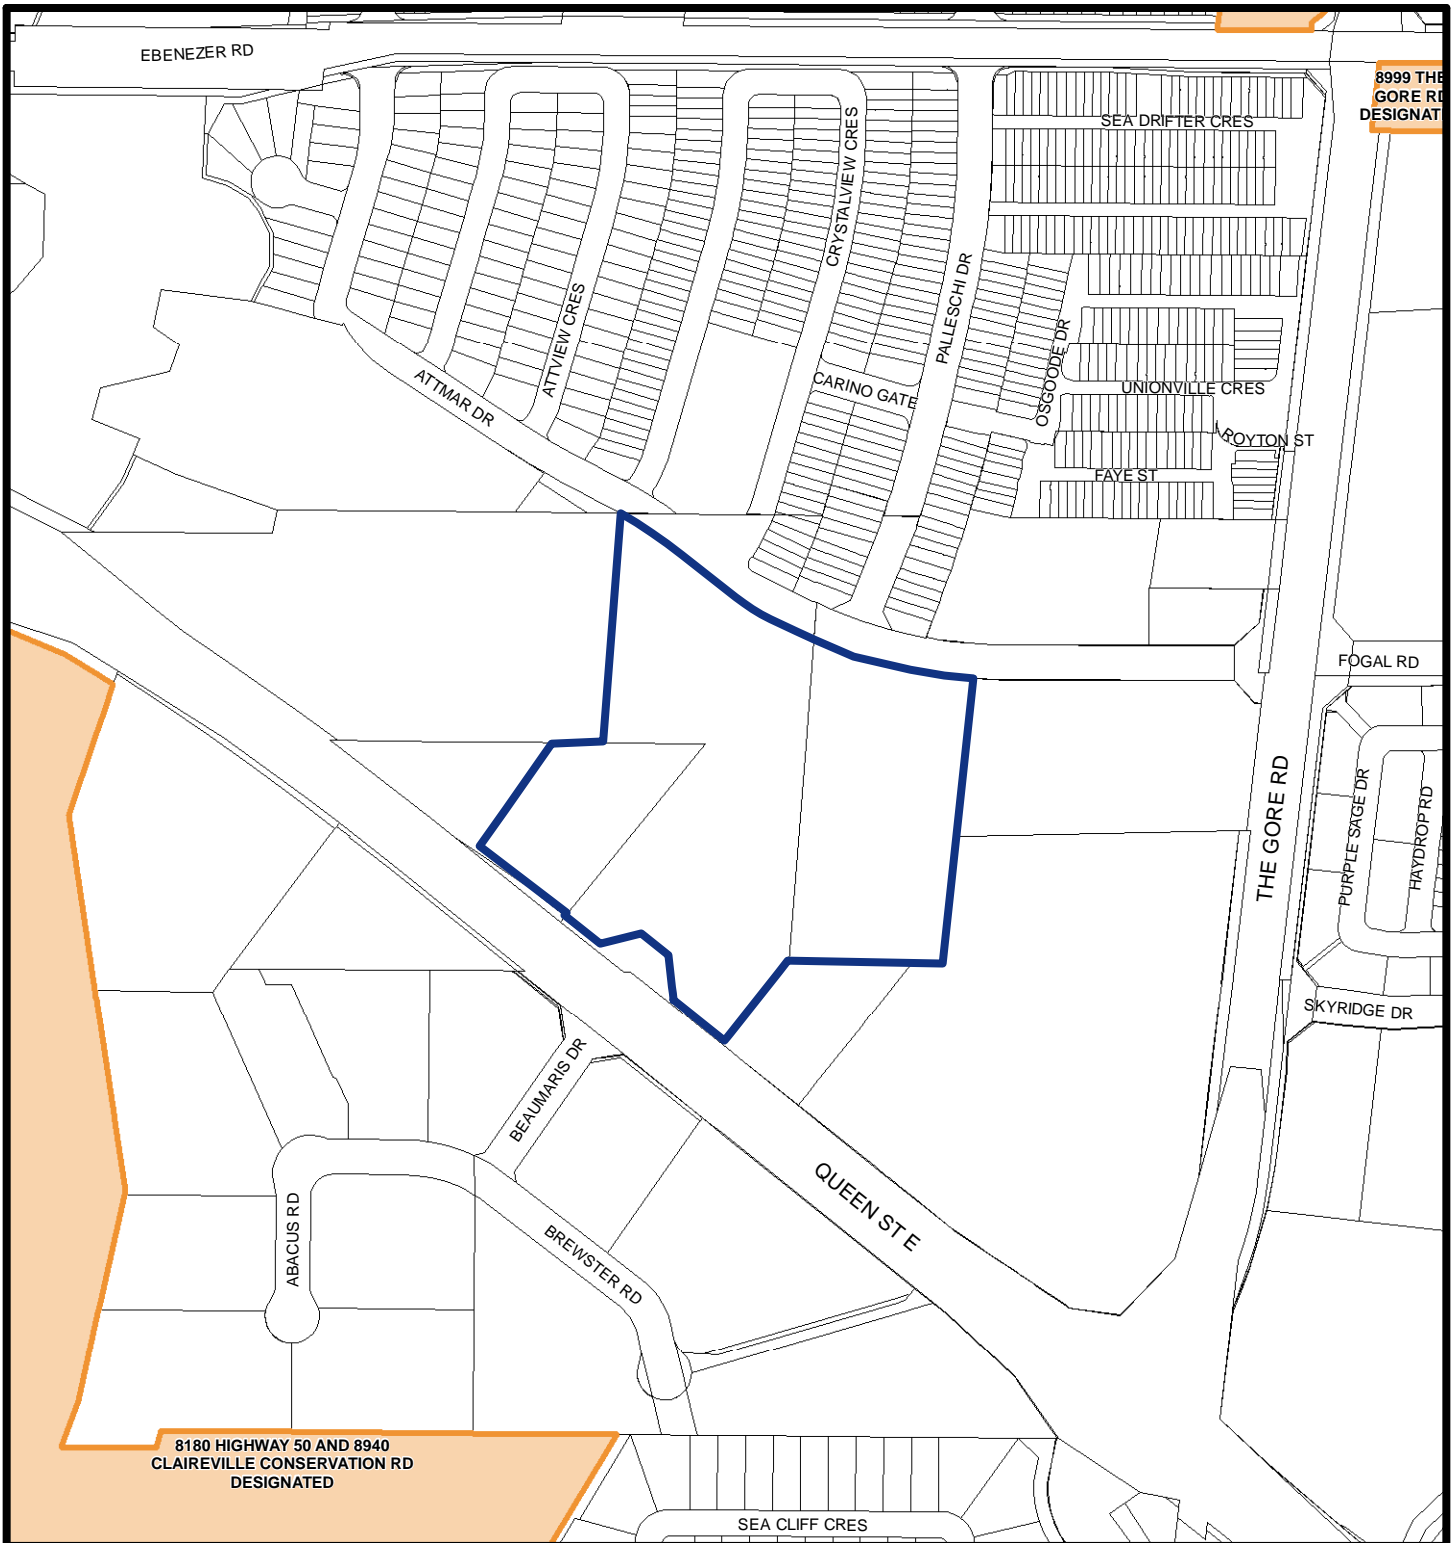 EBENEZER RD
8999 THE
GORE RD
DESIGNAT
SEA DRIFTER CRES
CRYSTALVIEW CRES
PALLESCHI DR
ATTVIEW CRES
OSGOODE DR
ATTMAR DR
CARINO GATE
UNIONVILLE CRES
ROYTON ST
FAYE ST
FOGAL RD
THE GORE RD
PURPLE SAGE DR
HAYDROP RD
SKYRIDGE DR
BEAUMARIS DR
QUEEN ST E
ABACUS RD
BREWSTER RD
8180 HIGHWAY 50 AND 8940
CLAIREVILLE CONSERVATION RD
DESIGNATED
SEA CLIFF CRES